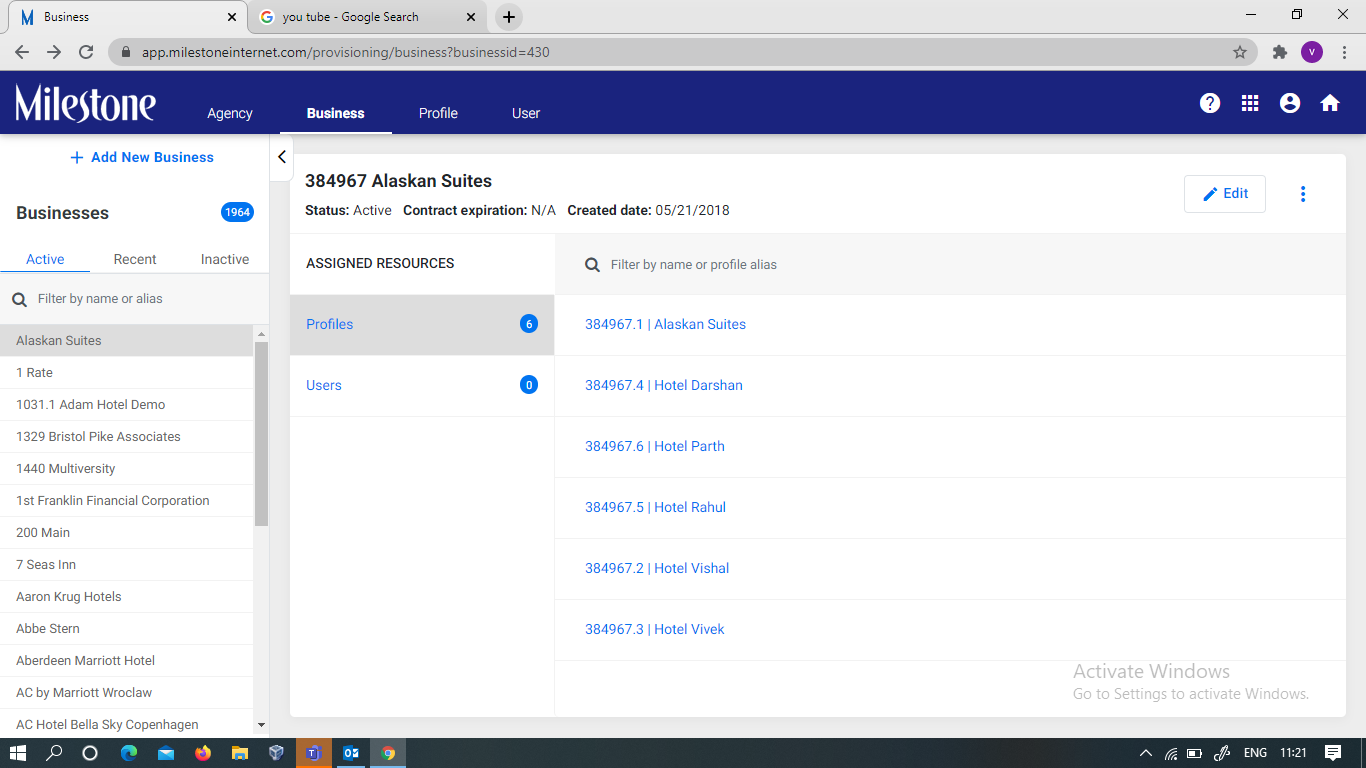 Business
you tube - Google Search
app.milestoneinternet.com/provisioning/business?businessid=430
V
Milestone
Agency
Business
Profile
User
?
+ Add New Business
Businesses
1964
Active
Recent
Inactive
Filter by name or alias
Alaskan Suites
1 Rate
1031.1 Adam Hotel Demo
1329 Bristol Pike Associates
1440 Multiversity
1st Franklin Financial Corporation
200 Main
7 Seas Inn
Aaron Krug Hotels
Abbe Stern
Aberdeen Marriott Hotel
AC by Marriott Wroclaw
AC Hotel Bella Sky Copenhagen
384967 Alaskan Suites
Status: Active Contract expiration: N/A Created date: 05/21/2018
Edit
ASSIGNED RESOURCES
Profiles 6
Users 0
Filter by name or profile alias
384967.1 | Alaskan Suites
384967.4 | Hotel Darshan
384967.6 | Hotel Parth
384967.5 | Hotel Rahul
384967.2 | Hotel Vishal
384967.3 | Hotel Vivek
Activate Windows
Go to Settings to activate Windows.
ENG 11:21